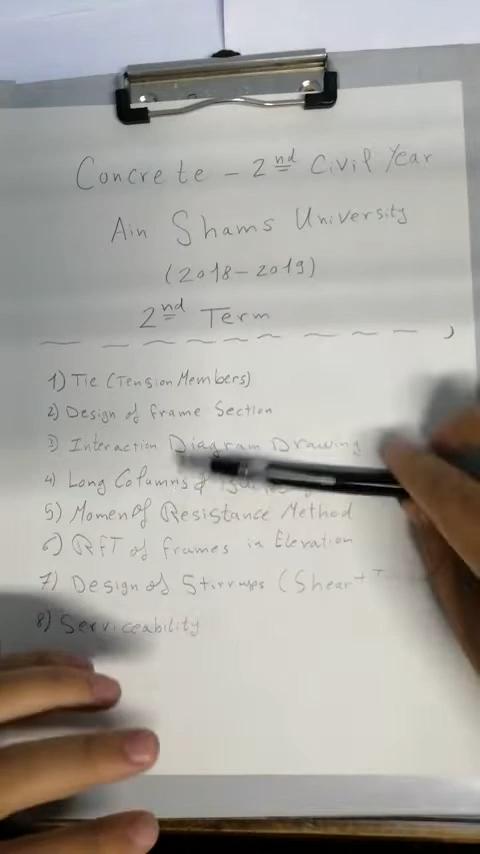 Concrete - 2nd Civil Year
Ain Shams University
(2018-2019)
2nd Term
1) Tie (Tension Members)
2) Design of Frame Section
3) Interaction Diagram Drawing
4) Long Columns &
5) Moment of Resistance Method
6) RFT of frames in Elevation
7) Design of Stirrups (Shear + T
8) Serviceability